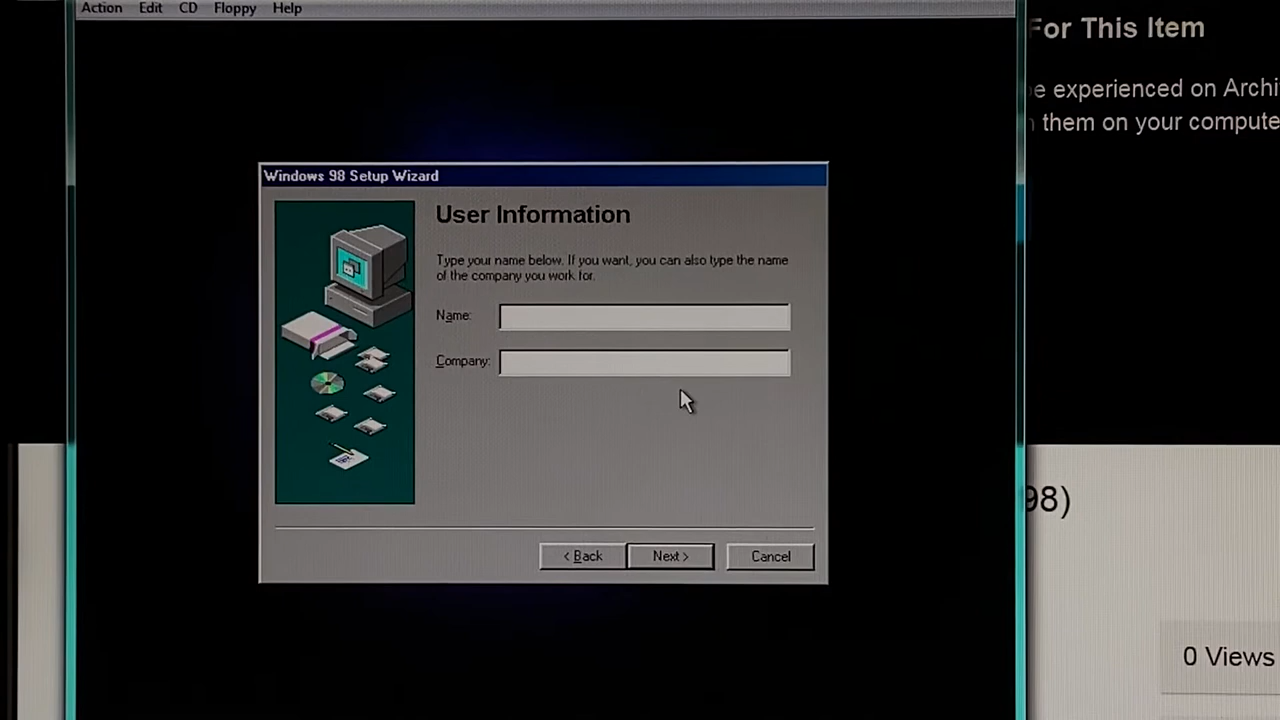 Action Edit CD Floppy Help
For This Item
be experienced on Archi
them on your compute
Windows 98 Setup Wizard
User Information
Type your name below. If you want, you can also type the name
of the company you work for.
Name:
Company:
< Back Next > Cancel
98)
0 Views